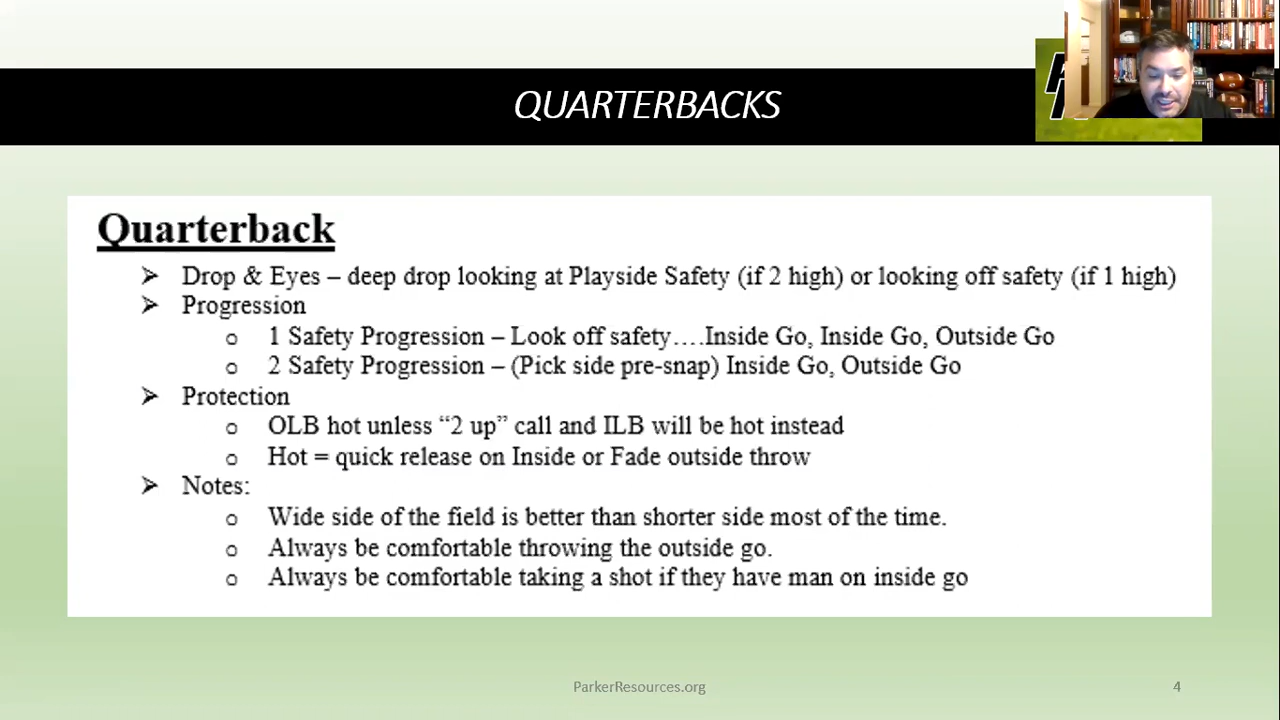 QUARTERBACKS
Quarterback
➢ Drop & Eyes – deep drop looking at Playside Safety (if 2 high) or looking off safety (if 1 high)
➢ Progression
o 1 Safety Progression – Look off safety….Inside Go, Inside Go, Outside Go
o 2 Safety Progression – (Pick side pre-snap) Inside Go, Outside Go
➢ Protection
o OLB hot unless “2 up” call and ILB will be hot instead
o Hot = quick release on Inside or Fade outside throw
➢ Notes:
o Wide side of the field is better than shorter side most of the time.
o Always be comfortable throwing the outside go.
o Always be comfortable taking a shot if they have man on inside go
ParkerResources.org
4